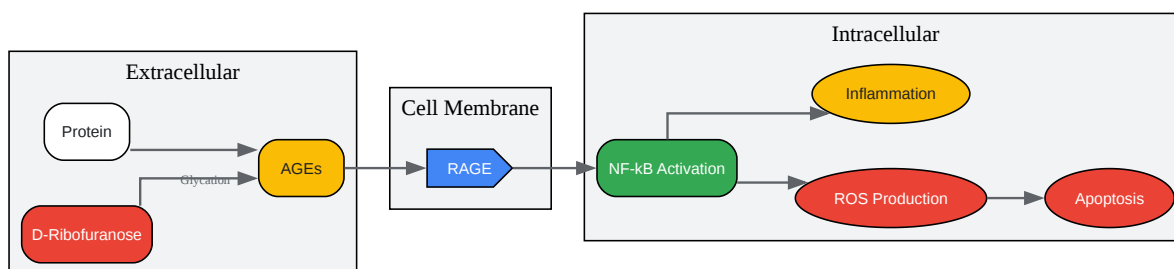 Extracellular
Protein
Glycation
D-Ribofuranose
AGEs
Cell Membrane
RAGE
Intracellular
NF-kB Activation
Inflammation
ROS Production
Apoptosis